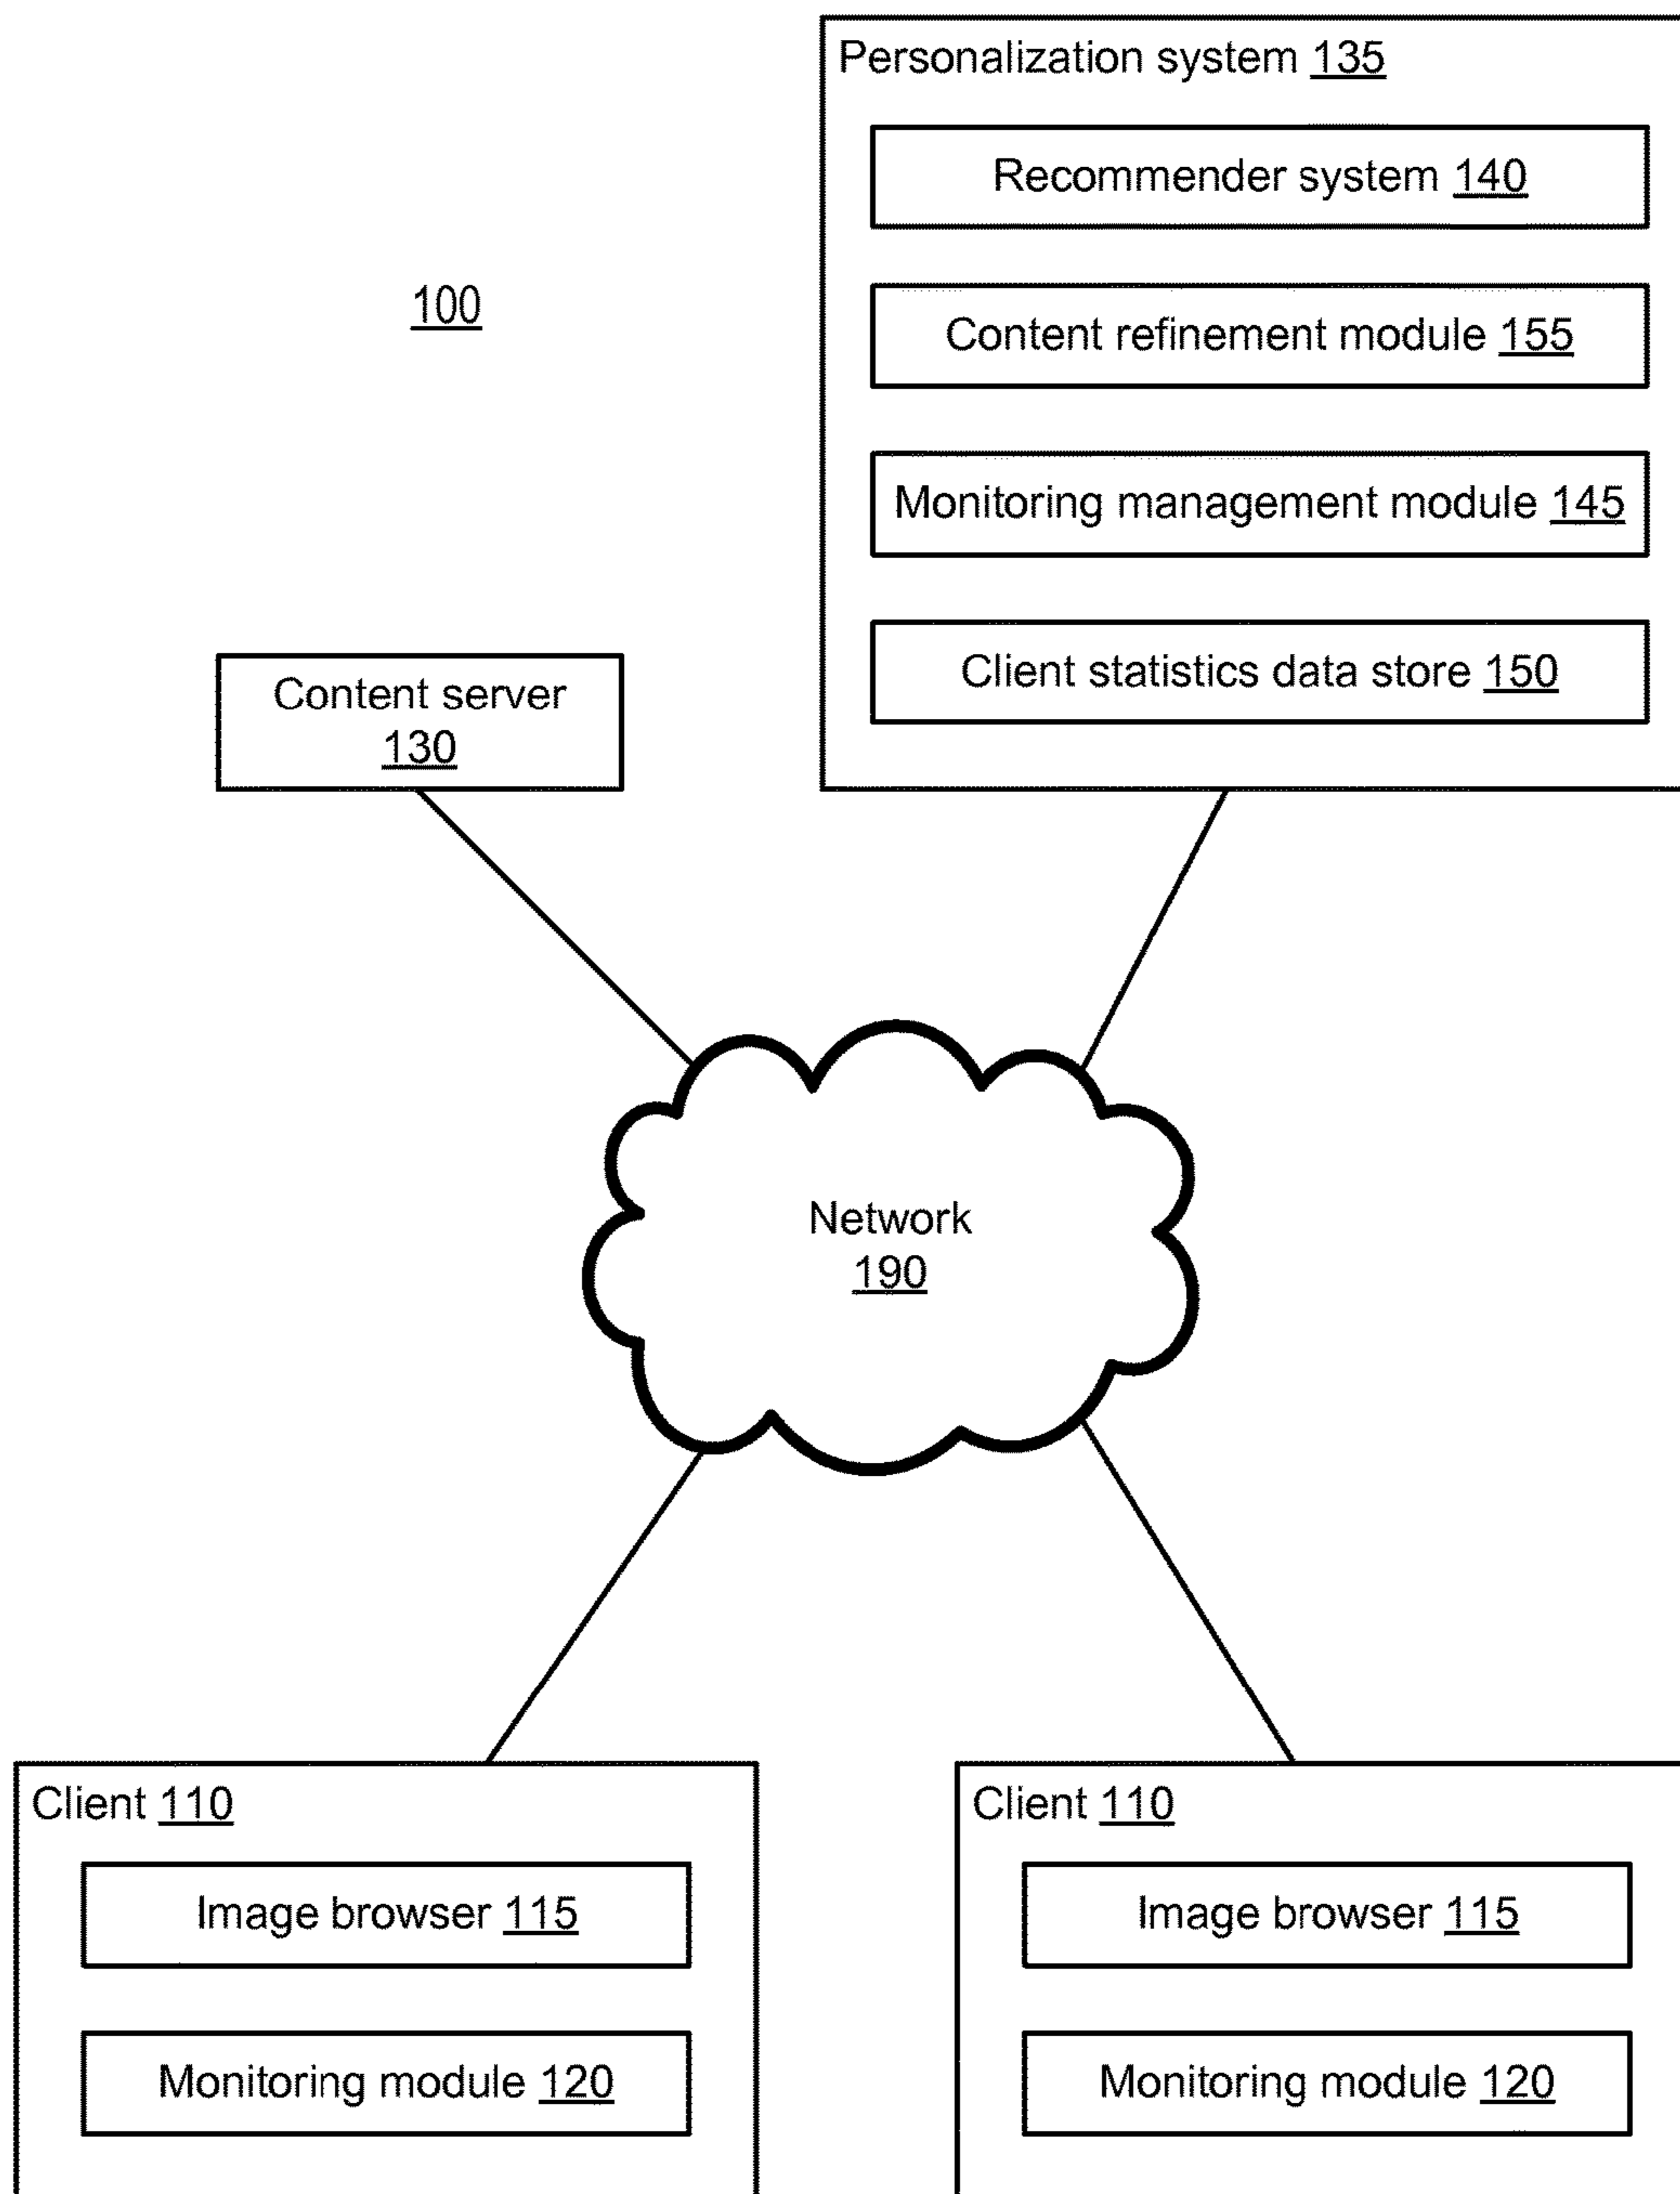 Personalization system 135
Recommender system 140
100
Content refinement module 155
Monitoring management module 145
Client statistics data store 150
Content server
130
Network
190
Client 110
Image browser 115
Monitoring module 120
Client 110
Image browser 115
Monitoring module 120